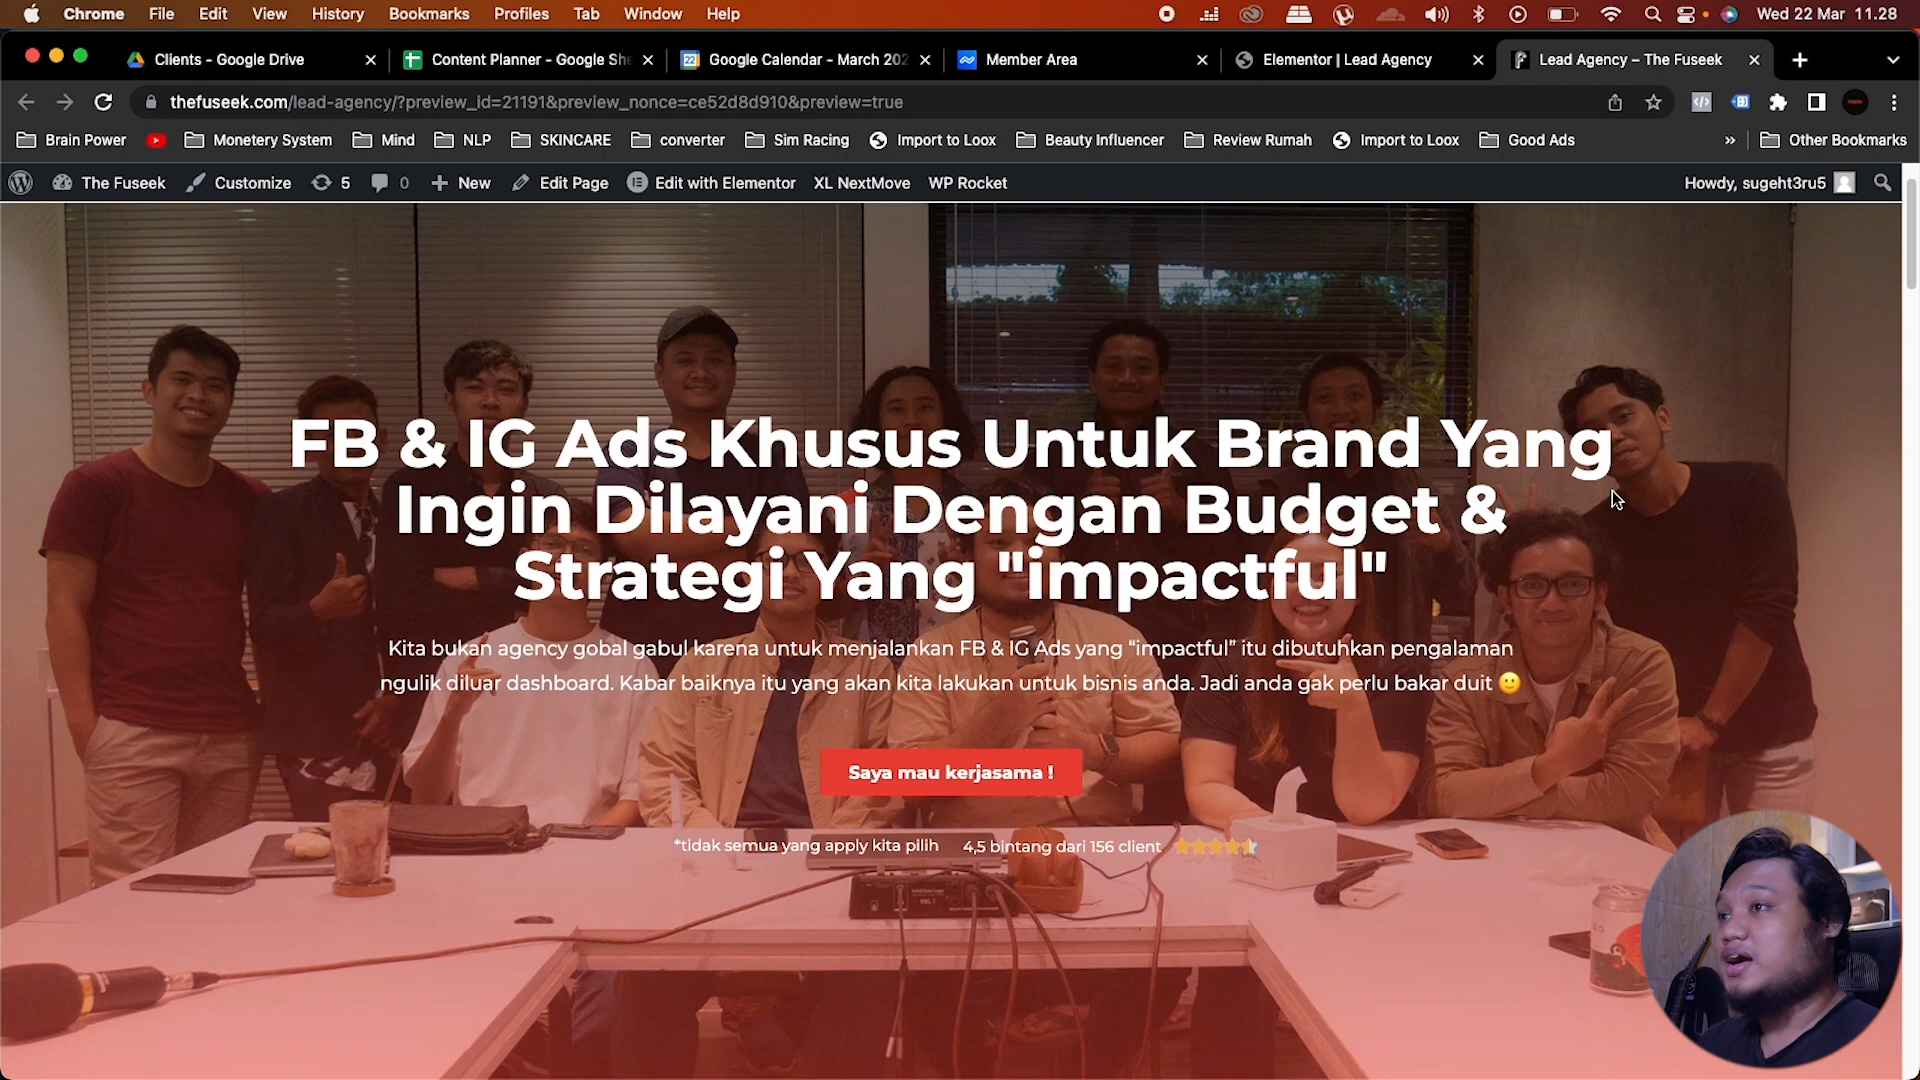 Chrome File Edit View History Bookmarks Profiles Tab Window Help Wed 22 Mar 11.28
Clients - Google Drive Content Planner - Google She Google Calendar - March 202 Member Area Elementor | Lead Agency Lead Agency – The Fuseek
thefuseek.com/lead-agency/?preview_id=21191&preview_nonce=ce52d8d910&preview=true
Brain Power Monetery System Mind NLP SKINCARE converter Sim Racing Import to Loox Beauty Influencer Review Rumah Import to Loox Good Ads » Other Bookmarks
The Fuseek Customize 5 0 New Edit Page Edit with Elementor XL NextMove WP Rocket Howdy, sugeht3ru5
FB & IG Ads Khusus Untuk Brand Yang
Ingin Dilayani Dengan Budget &
Strategi Yang "impactful"
Kita bukan agency gobal gabul karena untuk menjalankan FB & IG Ads yang “impactful” itu dibutuhkan pengalaman
ngulik diluar dashboard. Kabar baiknya itu yang akan kita lakukan untuk bisnis anda. Jadi anda gak perlu bakar duit 🙂
Saya mau kerjasama !
*tidak semua yang apply kita pilih 4,5 bintang dari 156 client